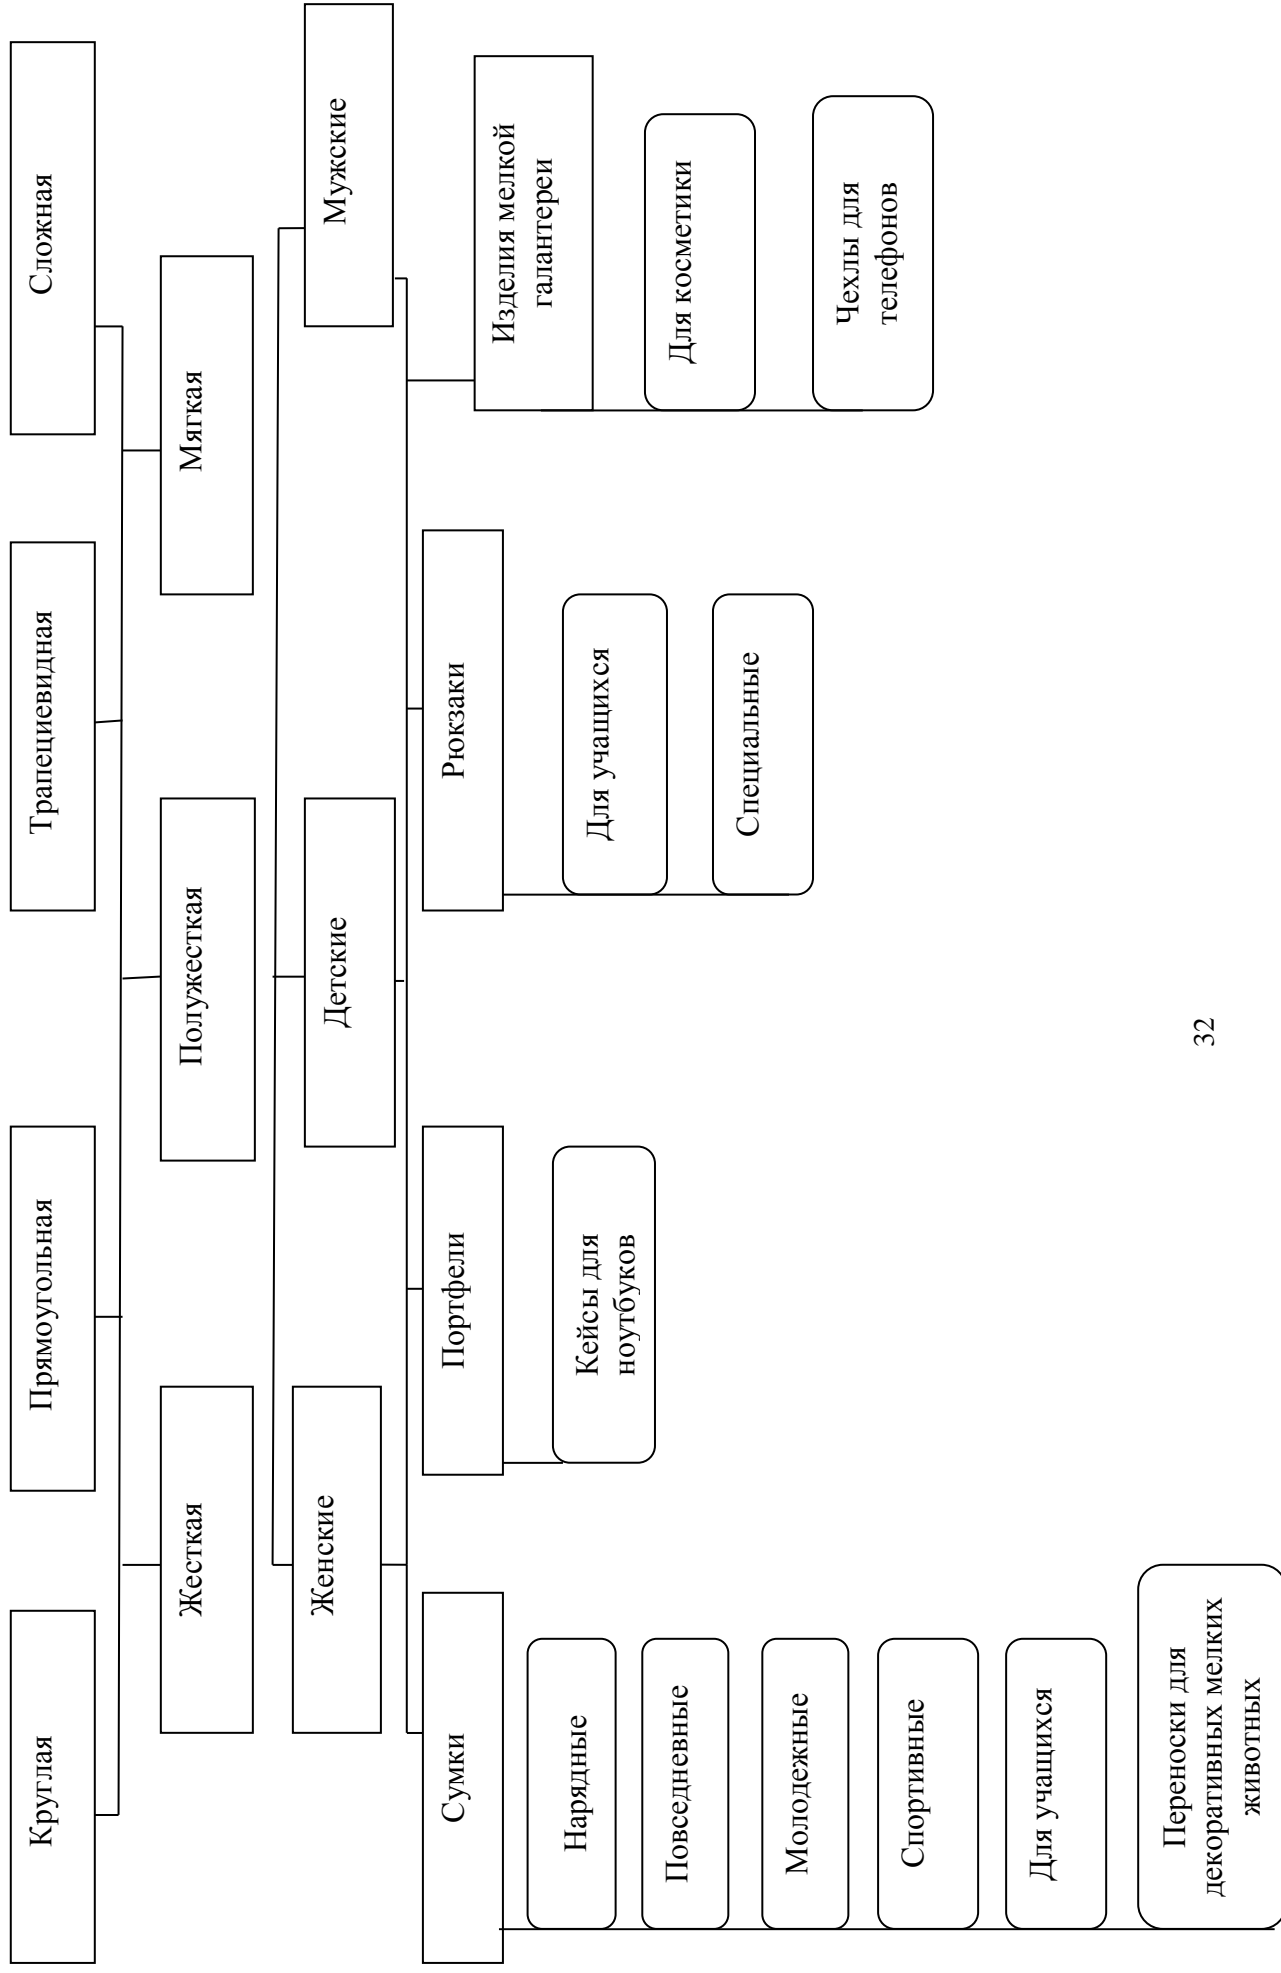 Круглая
Прямоугольная
Трапециевидная
Сложная
Жесткая
Полужесткая
Мягкая
Женские
Детские
Мужские
Сумки
Портфели
Рюкзаки
Изделия мелкой
галантереи
Нарядные
Повседневные
Молодежные
Спортивные
Для учащихся
Переноски для
декоративных мелких
животных
Кейсы для
ноутбуков
Для учащихся
Специальные
Для косметики
Чехлы для
телефонов
32